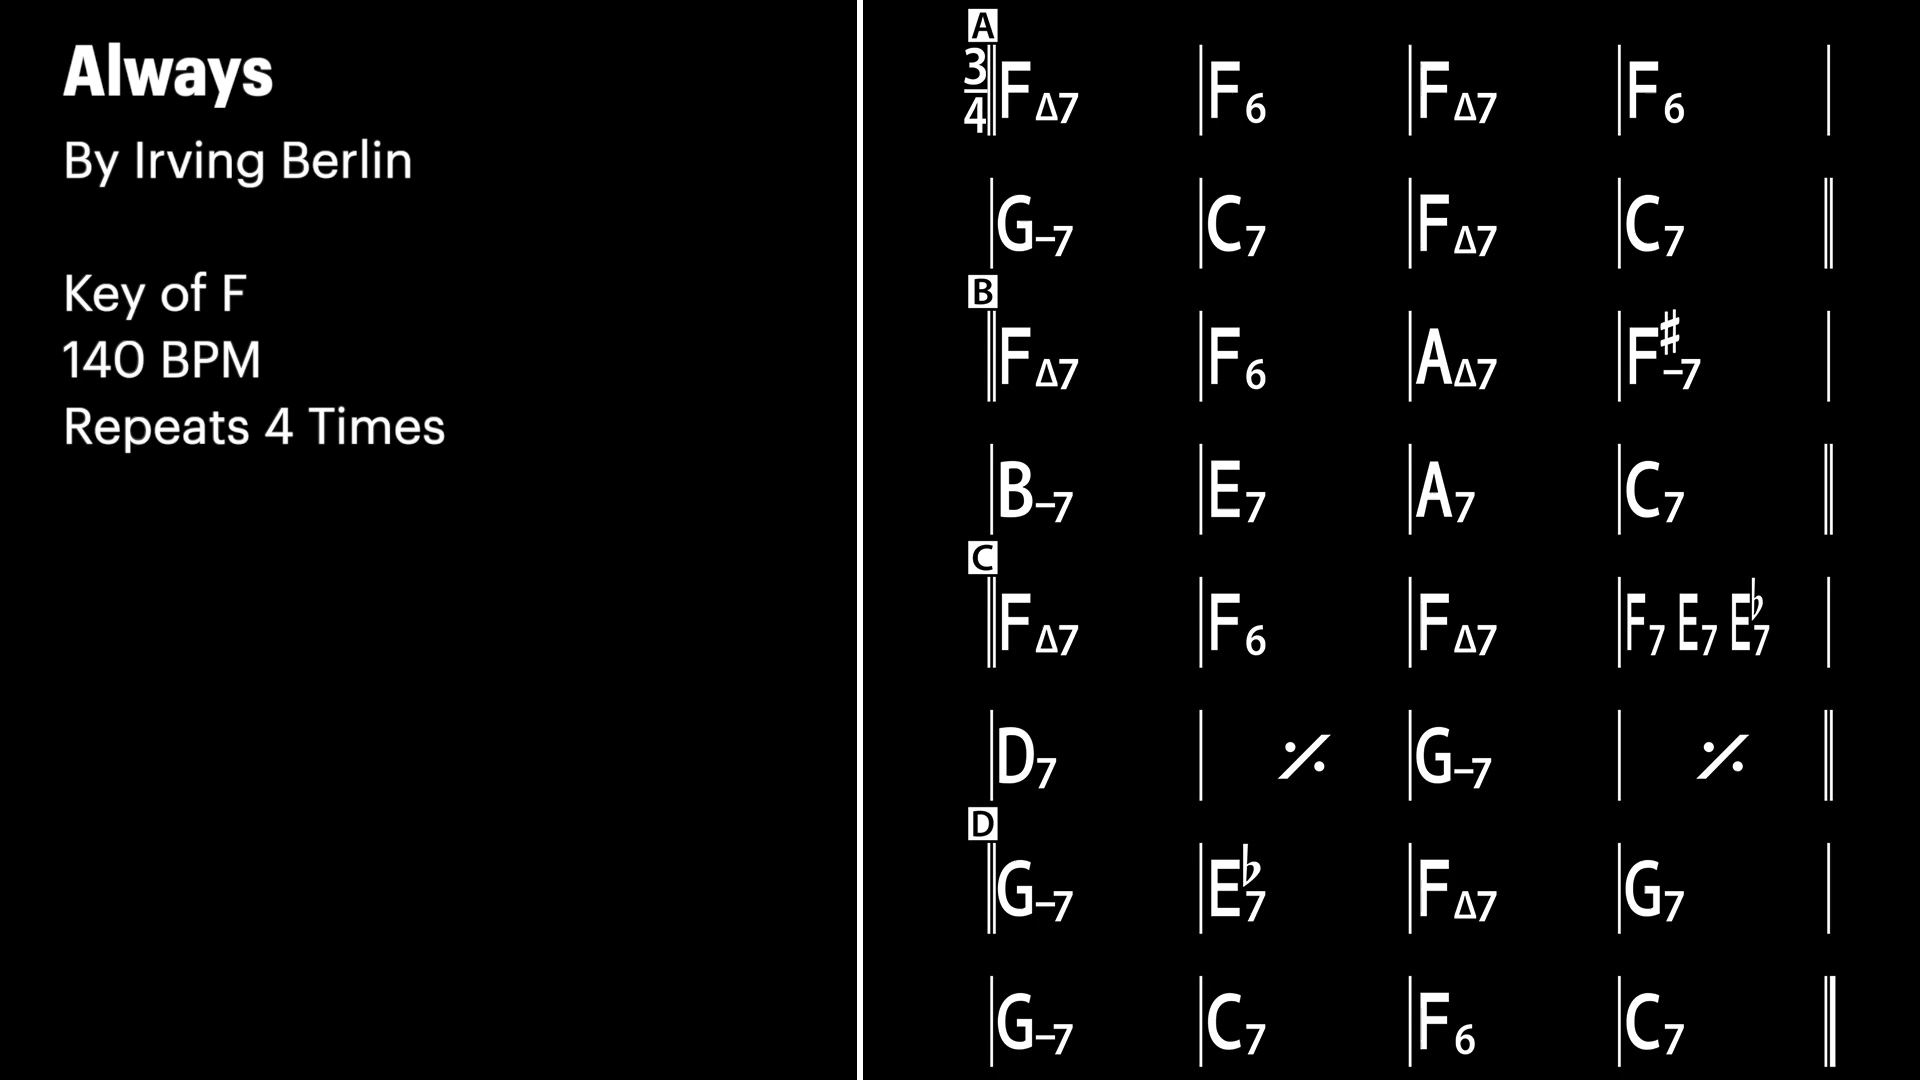 Always
By Irving Berlin
Key of F
140 BPM
Repeats 4 Times
A
3/4 FΔ7 | F6 | FΔ7 | F6 |
G–7 | C7 | FΔ7 | C7
B
FΔ7 | F6 | AΔ7 | F♯–7 |
B–7 | E7 | A7 | C7
C
FΔ7 | F6 | FΔ7 | F7 E7 E♭7 |
D7 | 𝄎 | G–7 | 𝄎
D
G–7 | E♭7 | FΔ7 | G7 |
G–7 | C7 | F6 | C7